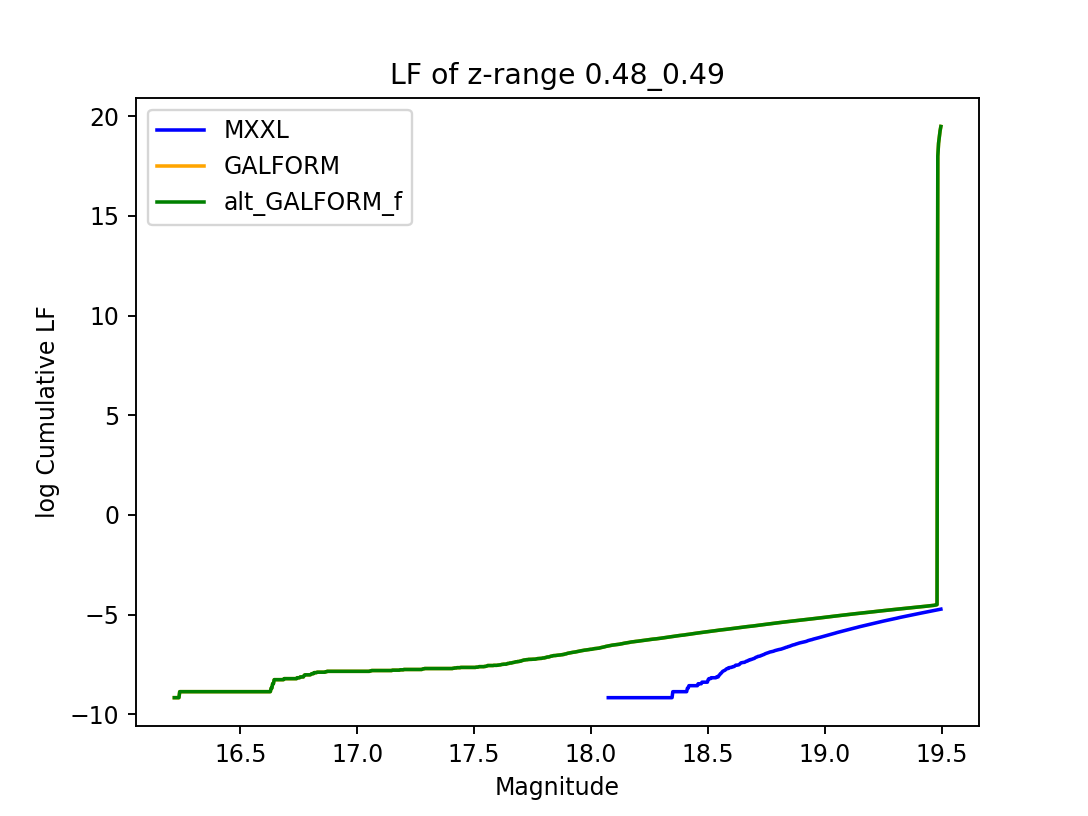 LF of z-range 0.48_0.49
MXXL
GALFORM
alt_GALFORM_f
log Cumulative LF
20
15
10
5
0
−5
−10
16.5 17.0 17.5 18.0 18.5 19.0 19.5
Magnitude